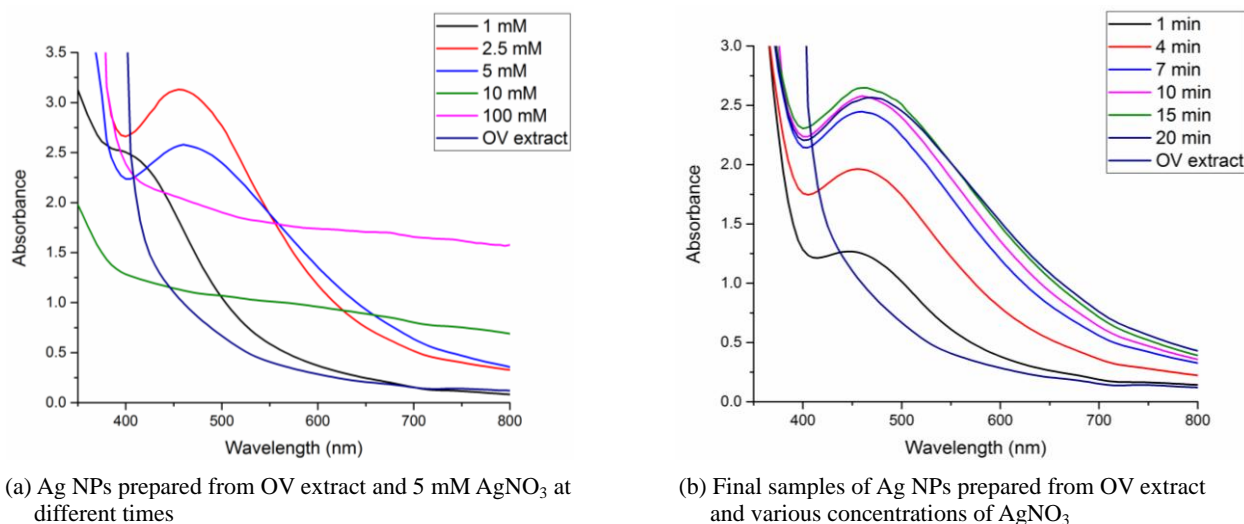 1 mM
2.5 mM
5 mM
10 mM
100 mM
OV extract
3.5
3.0
2.5
2.0
1.5
1.0
0.5
0.0
Absorbance
400 500 600 700 800
Wavelength (nm)
(a) Ag NPs prepared from OV extract and 5 mM AgNO₃ at
different times
1 min
4 min
7 min
10 min
15 min
20 min
OV extract
3.0
2.5
2.0
1.5
1.0
0.5
0.0
Absorbance
400 500 600 700 800
Wavelength (nm)
(b) Final samples of Ag NPs prepared from OV extract
and various concentrations of AgNO₃